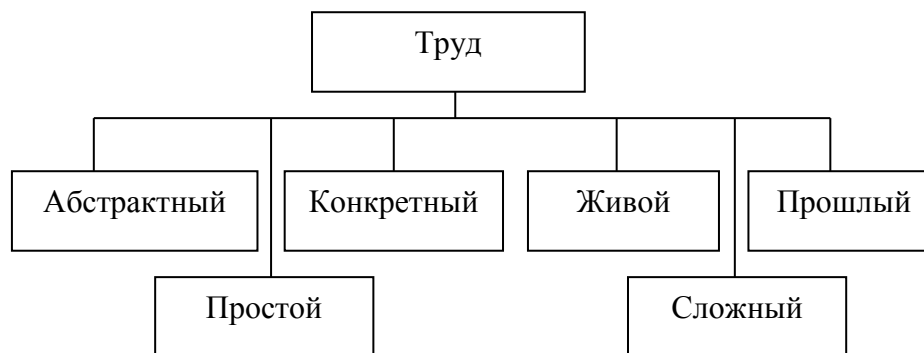 Труд
Абстрактный
Конкретный
Живой
Прошлый
Простой
Сложный